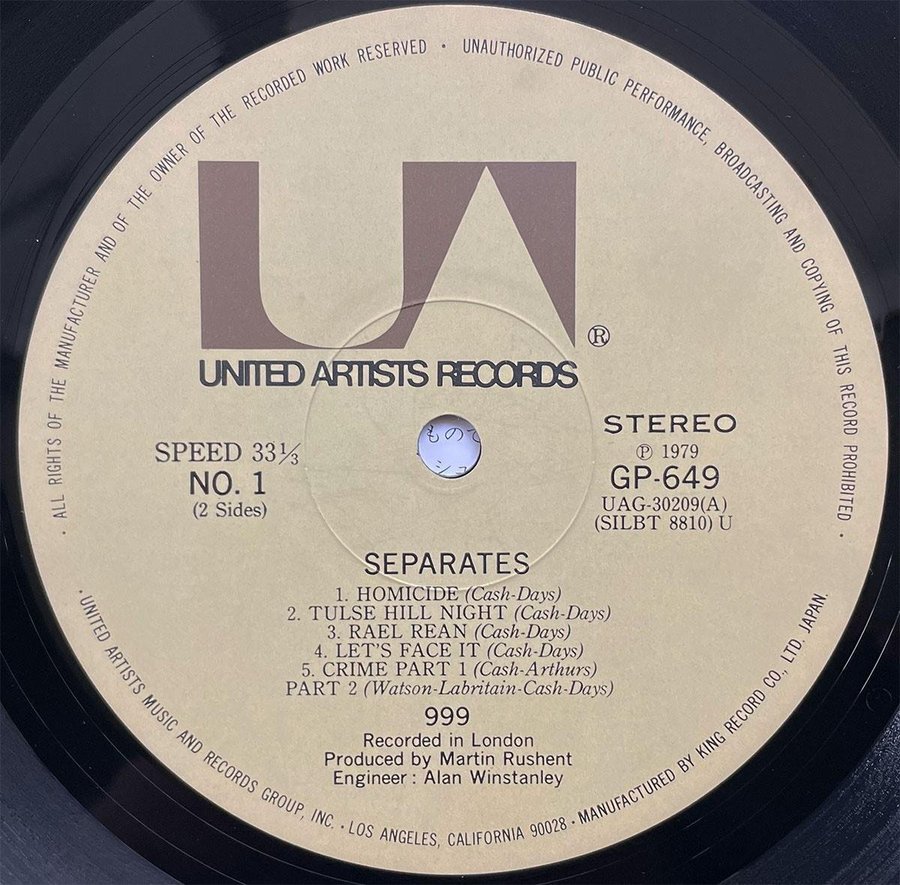 ALL RIGHTS OF THE MANUFACTURER AND OF THE OWNER OF THE RECORDED WORK RESERVED · UNAUTHORIZED PUBLIC PERFORMANCE, BROADCASTING AND COPYING OF THIS RECORD PROHIBITED ·
UA
®
UNITED ARTISTS RECORDS
SPEED 33⅓
NO. 1
(2 Sides)
もので
シュ
STEREO
Ⓟ 1979
GP-649
UAG-30209(A)
(SILBT 8810) U
SEPARATES
1. HOMICIDE (Cash-Days)
2. TULSE HILL NIGHT (Cash-Days)
3. RAEL REAN (Cash-Days)
4. LET'S FACE IT (Cash-Days)
5. CRIME PART 1 (Cash-Arthurs)
PART 2 (Watson-Labritain-Cash-Days)
999
Recorded in London
Produced by Martin Rushent
Engineer : Alan Winstanley
· UNITED ARTISTS MUSIC AND RECORDS GROUP, INC. · LOS ANGELES, CALIFORNIA 90028 · MANUFACTURED BY KING RECORD CO., LTD. JAPAN.